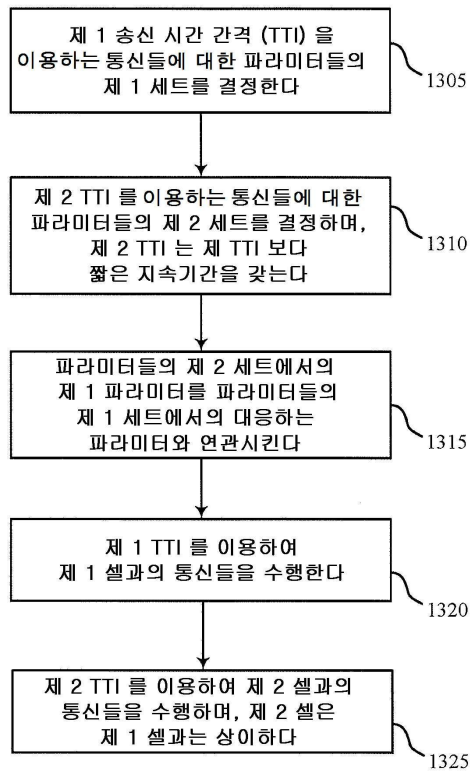 제 1 송신 시간 간격 (TTI) 을
이용하는 통신들에 대한 파라미터들의
제 1 세트를 결정한다
1305
제 2 TTI 를 이용하는 통신들에 대한
파라미터들의 제 2 세트를 결정하며,
제 2 TTI 는 제 TTI 보다
짧은 지속기간을 갖는다
1310
파라미터들의 제 2 세트에서의
제 1 파라미터를 파라미터들의
제 1 세트에서의 대응하는
파라미터와 연관시킨다
1315
제 1 TTI 를 이용하여
제 1 셀과의 통신들을 수행한다
1320
제 2 TTI 를 이용하여 제 2 셀과의
통신들을 수행하며, 제 2 셀은
제 1 셀과는 상이하다
1325